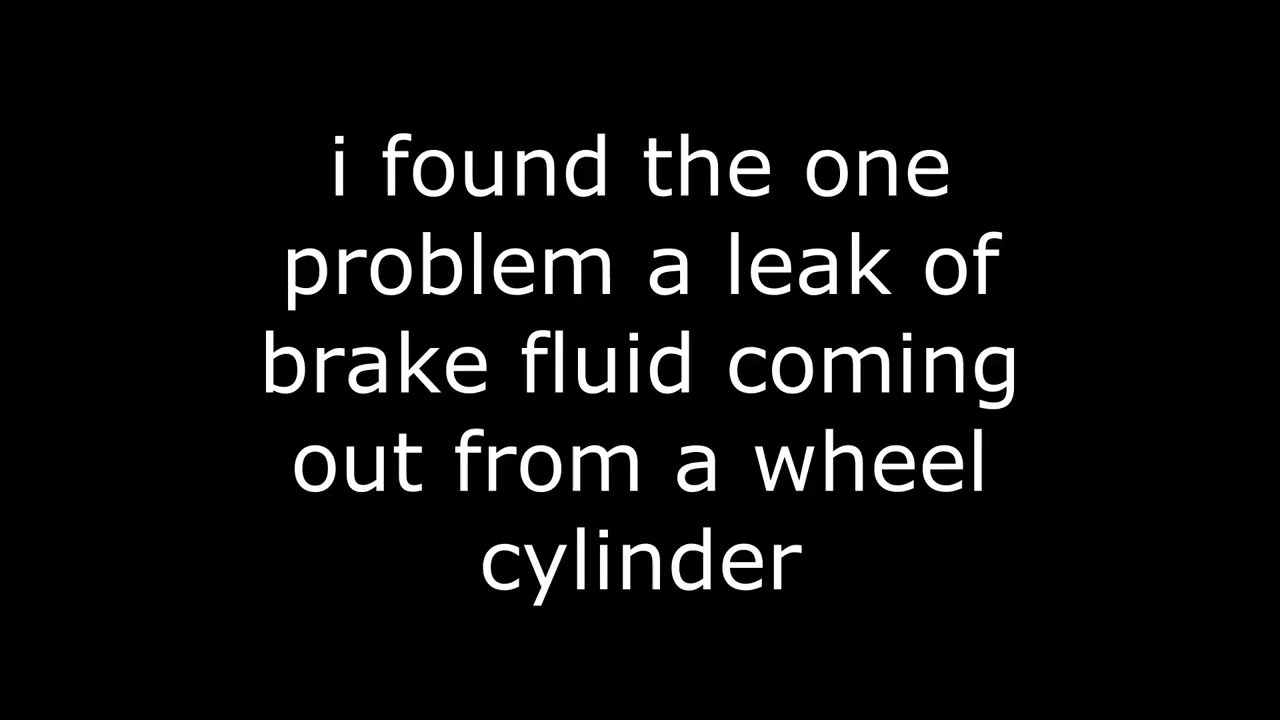 i found the one
problem a leak of
brake fluid coming
out from a wheel
cylinder